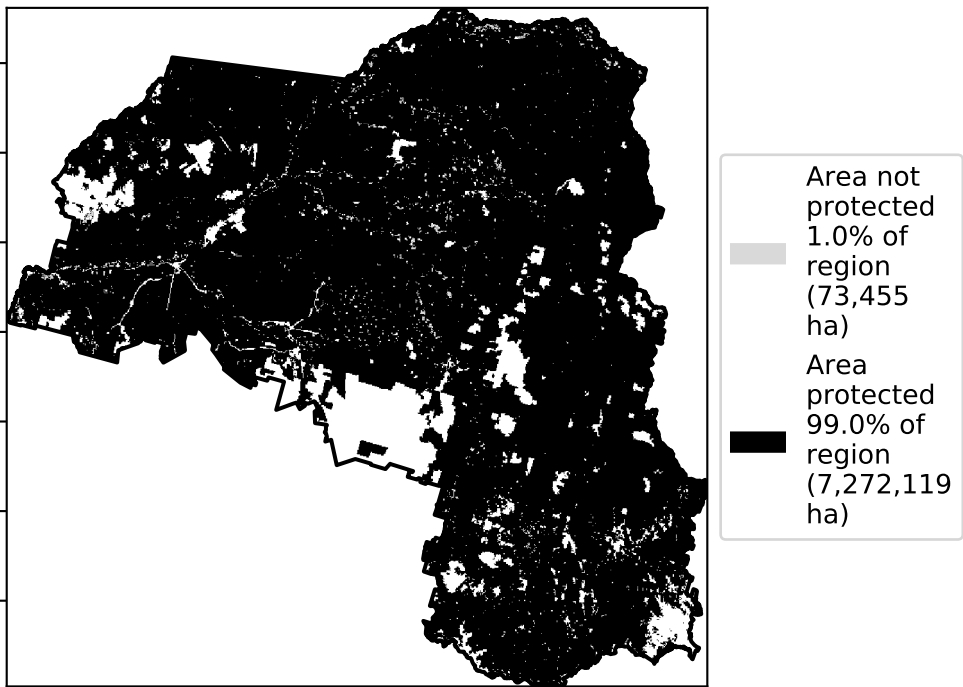 Area not
protected
1.0% of
region
(73,455
ha)
Area
protected
99.0% of
region
(7,272,119
ha)